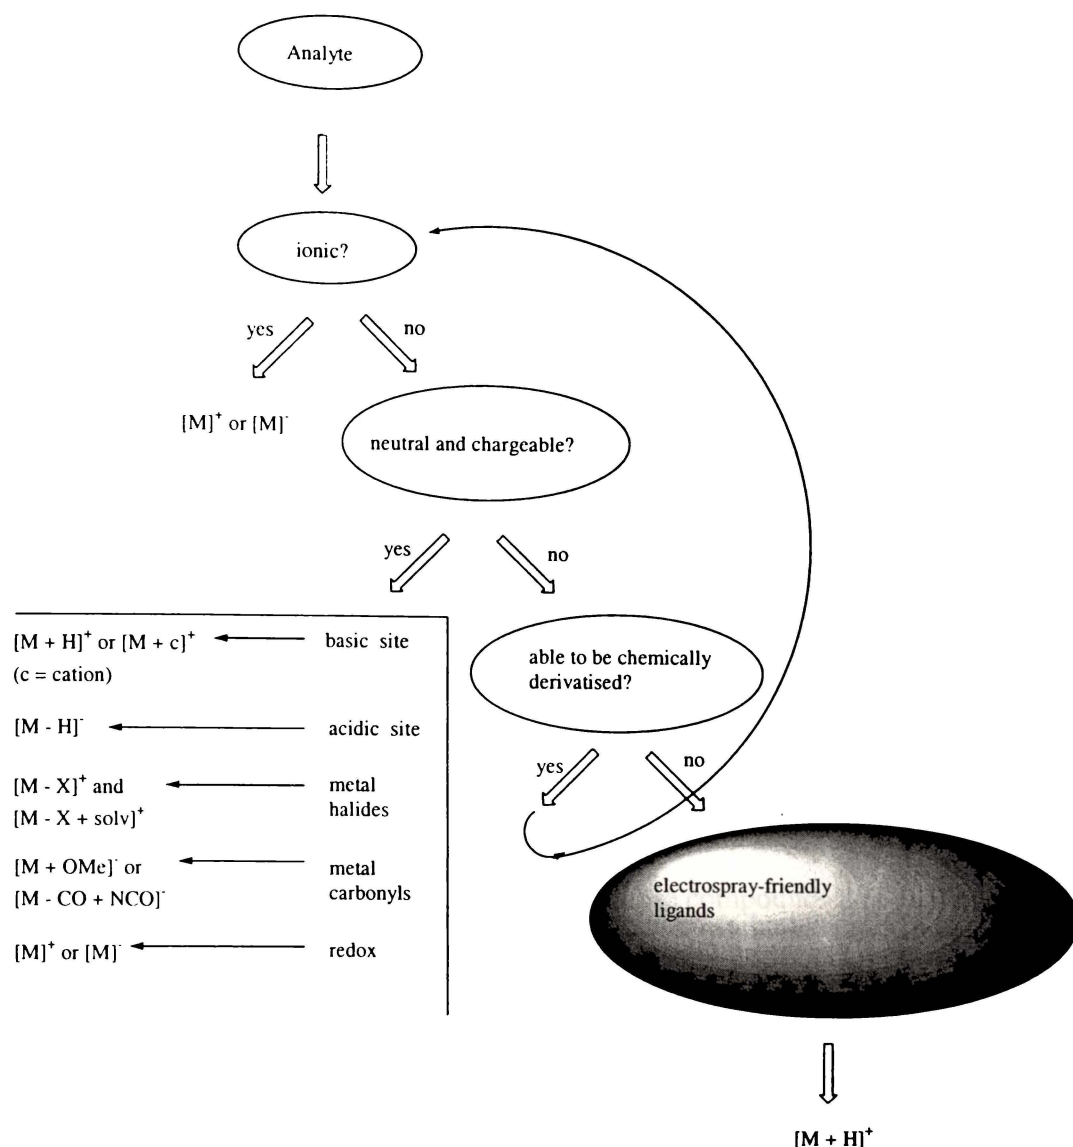 Analyte
ionic?
yes
no
[M]⁺ or [M]⁻
neutral and chargeable?
yes
no
[M + H]⁺ or [M + c]⁺
basic site
(c = cation)
able to be chemically
derivatised?
[M - H]⁻
acidic site
yes
no
[M - X]⁺ and
metal
[M - X + solv]⁺
halides
[M + OMe]⁻ or
metal
[M - CO + NCO]⁻
carbonyls
electrospray-friendly
ligands
[M]⁺ or [M]⁻
redox
[M + H]⁺